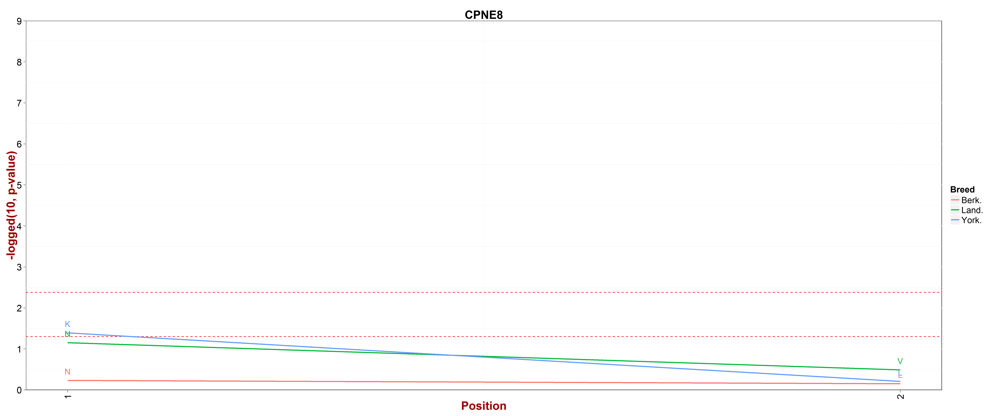 CPNE8
9
8
7
6
5
4
3
2
1
0
-logged(10, p-value)
K
N
N
V
L
L
1
2
Position
Breed
Berk.
Land.
York.